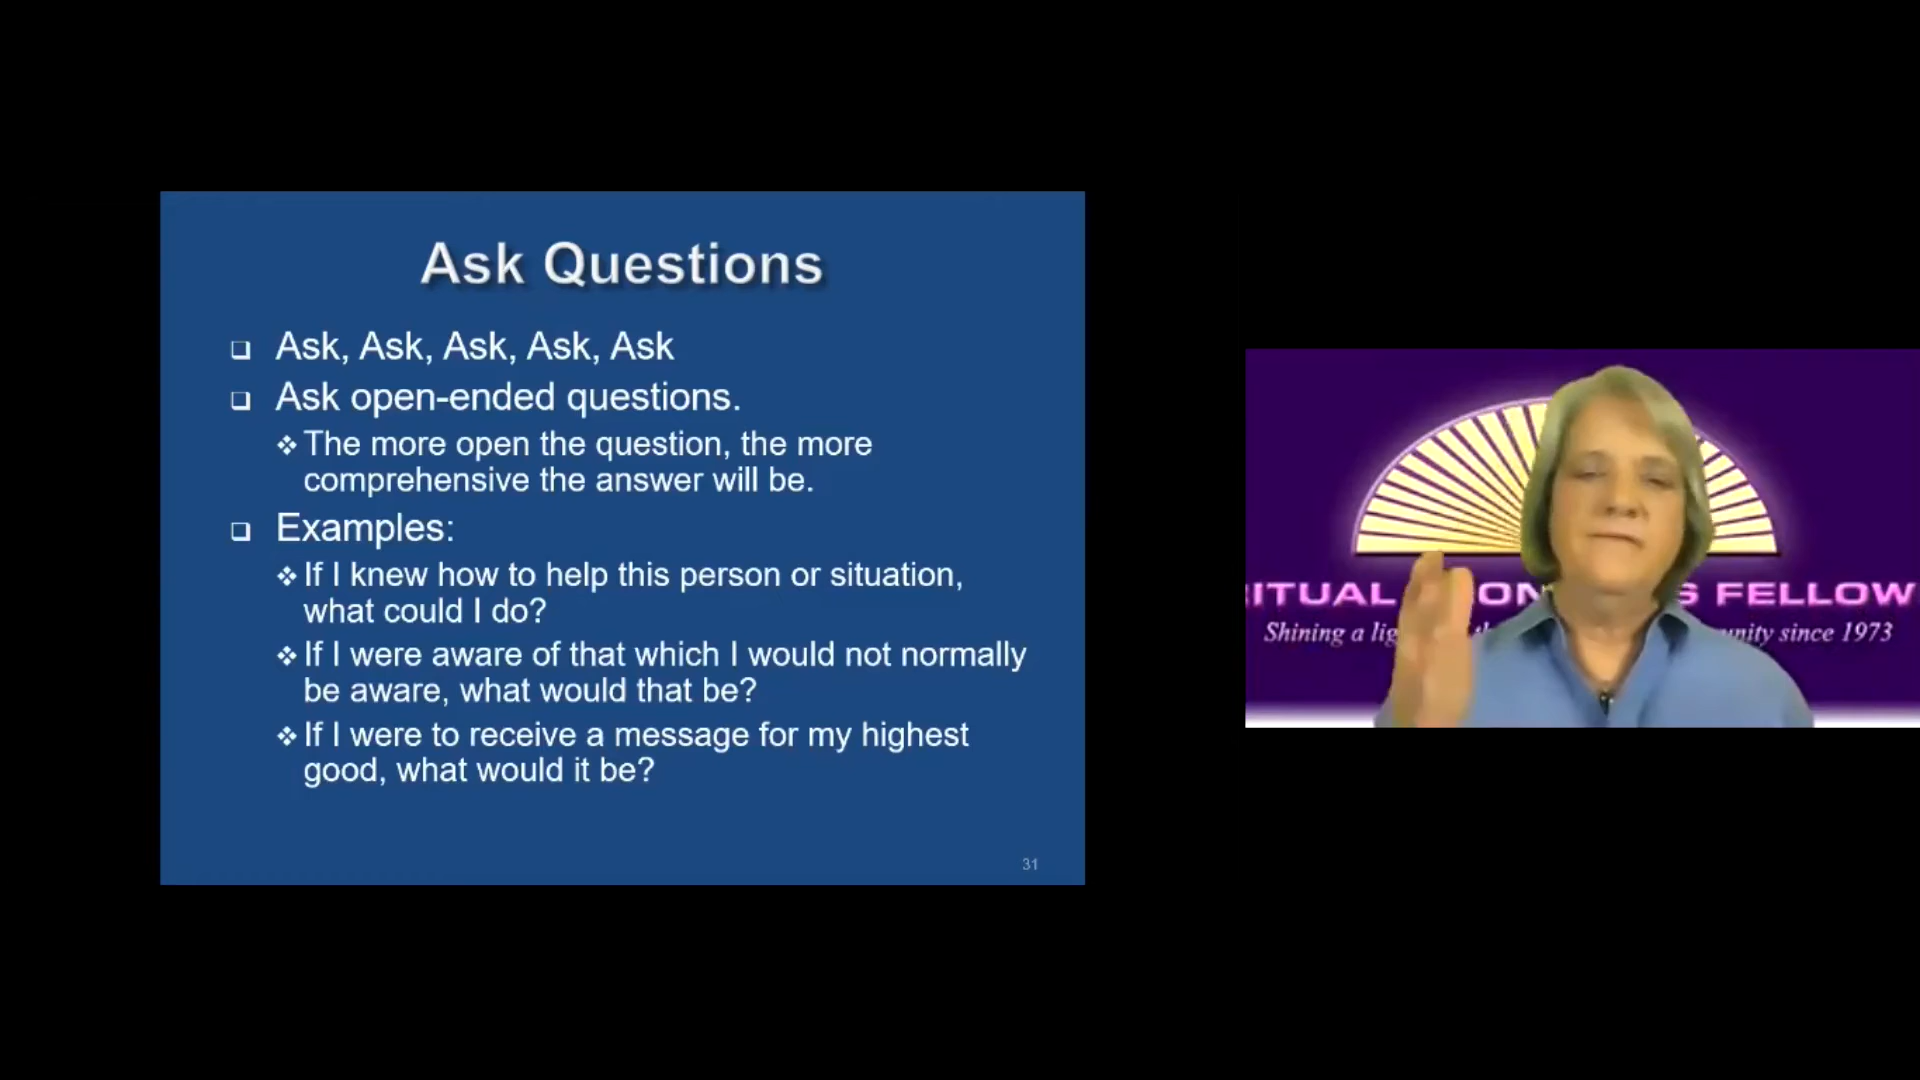 Ask Questions
Ask, Ask, Ask, Ask, Ask
Ask open-ended questions.
The more open the question, the more
comprehensive the answer will be.
Examples:
If I knew how to help this person or situation,
what could I do?
If I were aware of that which I would not normally
be aware, what would that be?
If I were to receive a message for my highest
good, what would it be?
31
ITUAL S FELLOW
Shining a since 1973